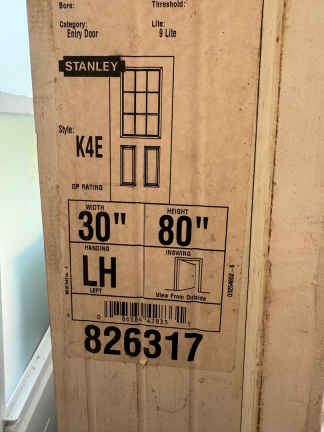 Bore:
Threshold:
Category:
Entry Door
Lite:
9 Lite
STANLEY
Style:
K4E
DP RATING
WIDTH
30"
HEIGHT
80"
HANDING
LH
LEFT
INSWING
View From Outside
826317